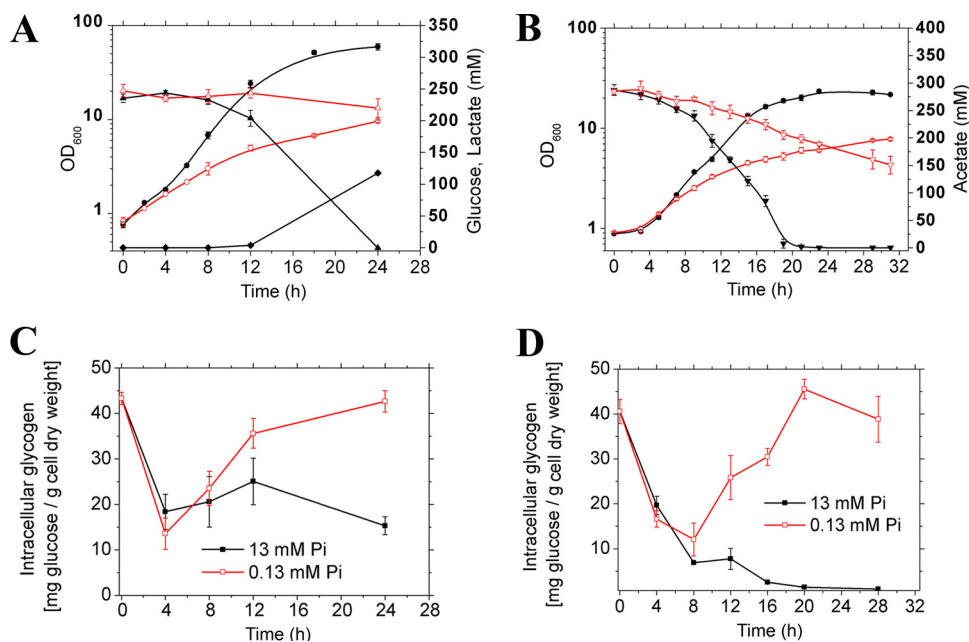 A
100
10
1
OD600
400
350
300
250
200
150
100
50
0
Glucose, Lactate (mM)
0 4 8 12 16 20 24 28
Time (h)
B
100
10
1
OD600
400
350
300
250
200
150
100
50
0
Acetate (mM)
0 4 8 12 16 20 24 28 32
Time (h)
C
50
40
30
20
10
0
Intracellular glycogen
[mg glucose / g cell dry weight]
13 mM Pi
0.13 mM Pi
0 4 8 12 16 20 24 28
Time (h)
D
50
40
30
20
10
Intracellular glycogen
[mg glucose / g cell dry weight]
13 mM Pi
0.13 mM Pi
0 4 8 12 16 20 24 28 32
Time (h)